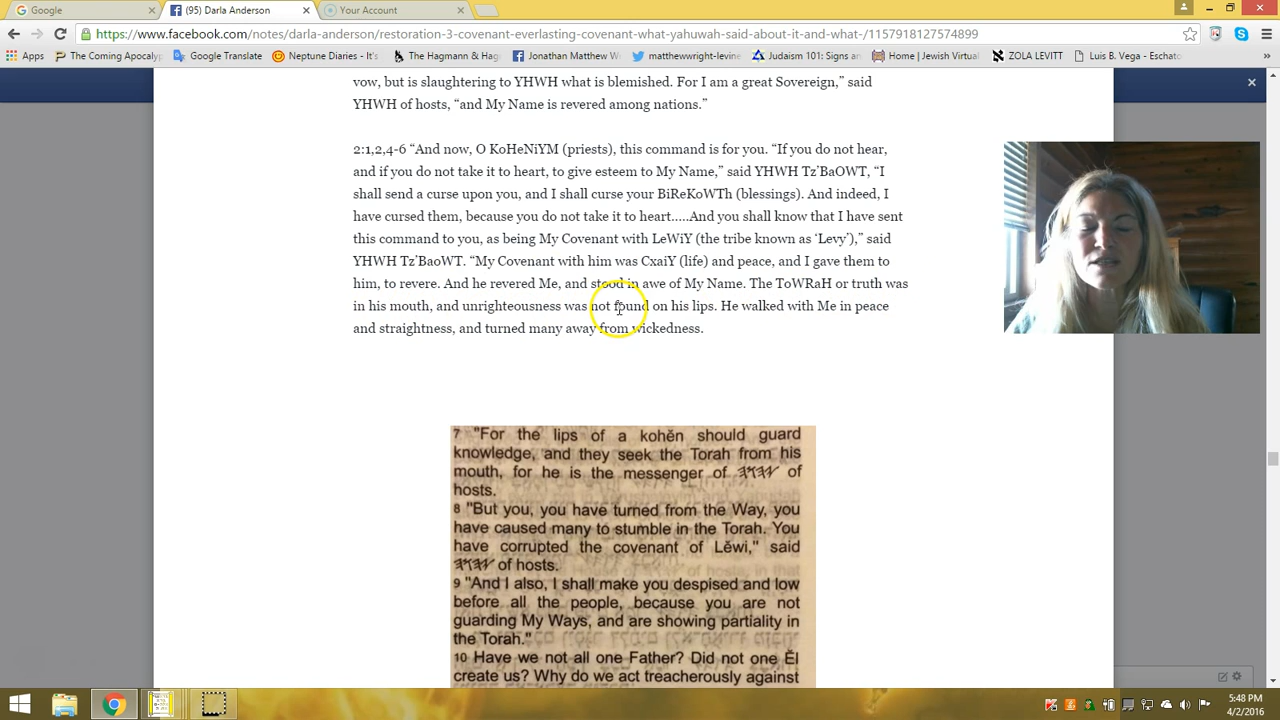 Google
(95) Darla Anderson
Your Account
https://www.facebook.com/notes/darla-anderson/restoration-3-covenant-everlasting-covenant-what-yahuwah-said-about-it-and-what-/1157918127574899
Apps
The Coming Apocalyp
Google Translate
Neptune Diaries :+:
The Hagmann & Hag
Jonathan Matthew W
matthewwright-levine
Judaism 101: Signs an
Home | Jewish Virtual
ZOLA LEVITT
Luis B. Vega - Eschato
vow, but is slaughtering to YHWH what is blemished. For I am a great Sovereign,” said
YHWH of hosts, “and My Name is revered among nations.”
2:1,2,4-6 “And now, O KoHeNiYM (priests), this command is for you. “If you do not hear,
and if you do not take it to heart, to give esteem to My Name,” said YHWH Tz’BaOWT, “I
shall send a curse upon you, and I shall curse your BiReKoWTh (blessings). And indeed, I
have cursed them, because you do not take it to heart…..And you shall know that I have sent
this command to you, as being My Covenant with LeWiY (the tribe known as ‘Levy’),” said
YHWH Tz’BaoWT. “My Covenant with him was CxaiY (life) and peace, and I gave them to
him, to revere. And he revered Me, and stood in awe of My Name. The ToWRaH or truth was
in his mouth, and unrighteousness was not found on his lips. He walked with Me in peace
and straightness, and turned many away from wickedness.
7 "For the lips of a kohĕn should guard
knowledge, and they seek the Torah from his
mouth, for he is the messenger of 𐤉𐤄𐤅𐤄 of
hosts.
8 "But you, you have turned from the Way, you
have caused many to stumble in the Torah. You
have corrupted the covenant of Lĕwi," said
𐤉𐤄𐤅𐤄 of hosts.
9 "And I also, I shall make you despised and low
before all the people, because you are not
guarding My Ways, and are showing partiality in
the Torah."
10 Have we not all one Father? Did not one Ĕl
create us? Why do we act treacherously against
5:48 PM
4/2/2016